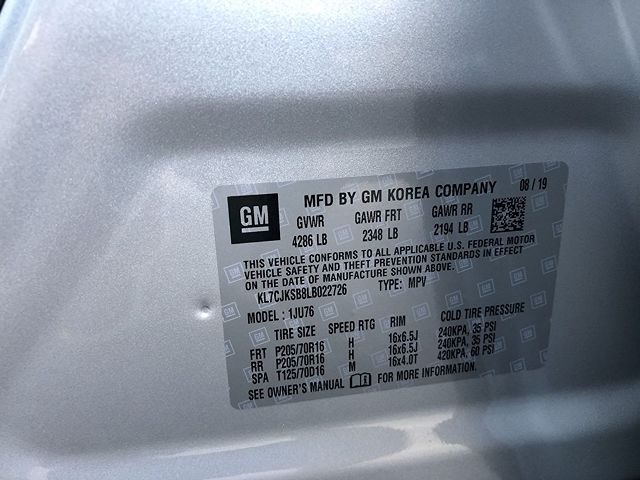 MFD BY GM KOREA COMPANY 08 / 19
GM
GVWR GAWR FRT GAWR RR
4286 LB 2348 LB 2194 LB
THIS VEHICLE CONFORMS TO ALL APPLICABLE U.S. FEDERAL MOTOR
VEHICLE SAFETY AND THEFT PREVENTION STANDARDS IN EFFECT
ON THE DATE OF MANUFACTURE SHOWN ABOVE.
KL7CJKSB8LB022726 TYPE: MPV
MODEL : 1JU76
TIRE SIZE SPEED RTG RIM COLD TIRE PRESSURE
FRT P205/70R16 H 16x6.5J 240KPA, 35 PSI
RR P205/70R16 H 16x6.5J 240KPA, 35 PSI
SPA T125/70D16 M 16x4.0T 420KPA, 60 PSI
SEE OWNER'S MANUAL FOR MORE INFORMATION.